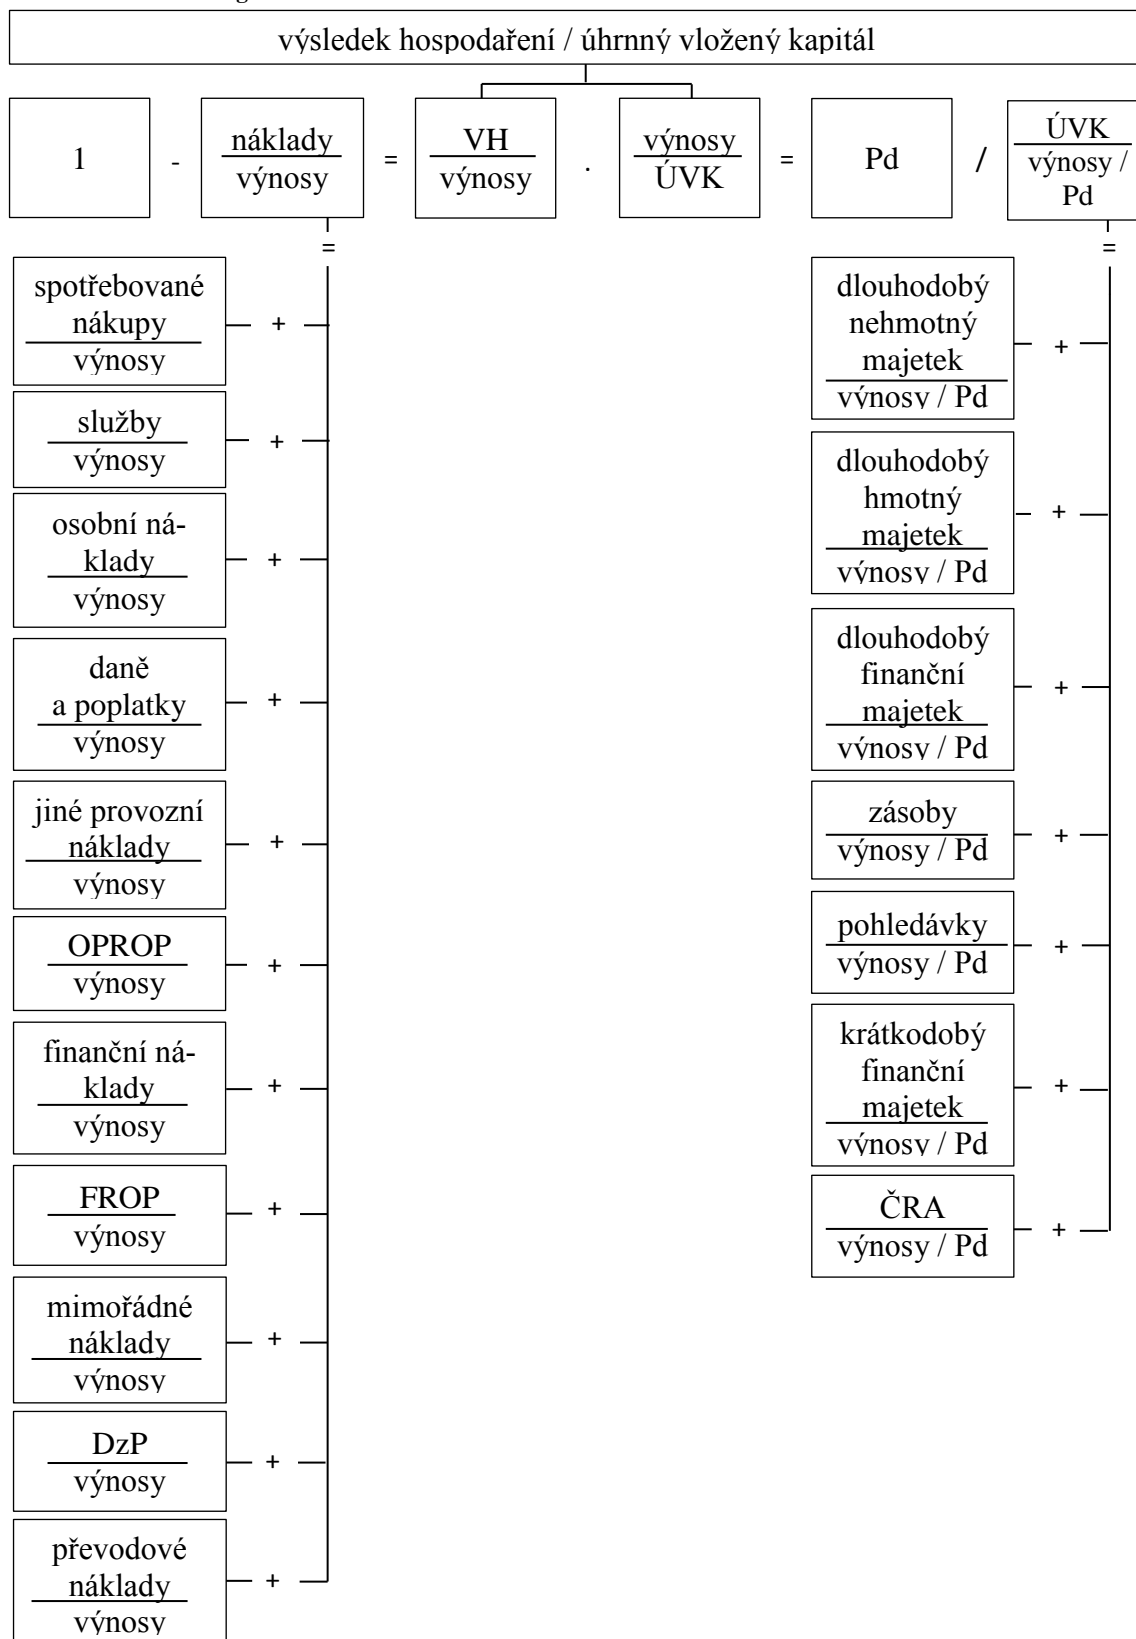 výsledek hospodaření / úhrnný vložený kapitál
1
-
náklady
výnosy
=
VH
výnosy
.
výnosy
ÚVK
=
Pd
/
ÚVK
výnosy /
Pd
=
=
spotřebované
nákupy
výnosy
+
služby
výnosy
+
osobní ná-
klady
výnosy
+
daně
a poplatky
výnosy
+
jiné provozní
náklady
výnosy
+
OPROP
výnosy
+
finanční ná-
klady
výnosy
+
FROP
výnosy
+
mimořádné
náklady
výnosy
+
DzP
výnosy
+
převodové
náklady
výnosy
+
dlouhodobý
nehmotný
majetek
výnosy / Pd
+
dlouhodobý
hmotný
majetek
výnosy / Pd
+
dlouhodobý
finanční
majetek
výnosy / Pd
+
zásoby
výnosy / Pd
+
pohledávky
výnosy / Pd
+
krátkodobý
finanční
majetek
výnosy / Pd
+
ČRA
výnosy / Pd
+